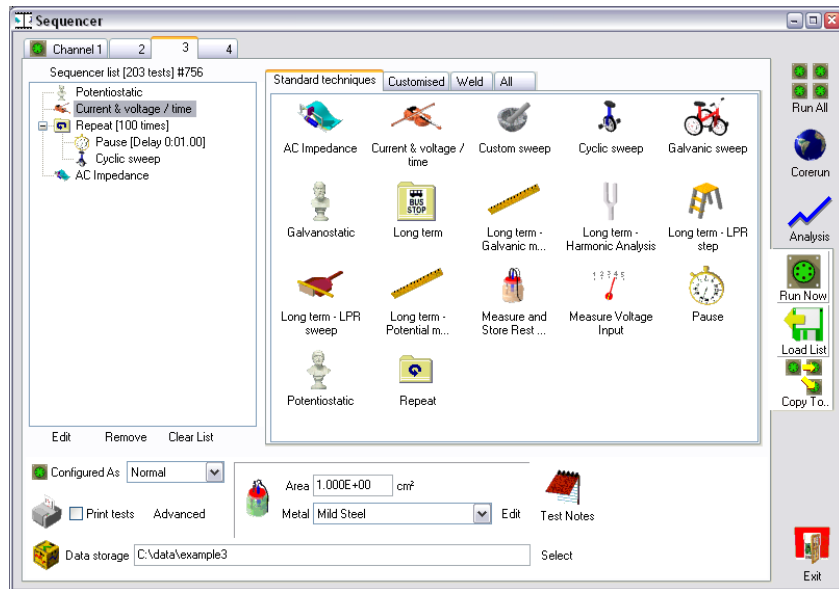 Sequencer
Channel 1 2 3 4
Sequencer list [203 tests] #756
Potentiostatic
Current & voltage / time
Repeat [100 times]
Pause [Delay 0:01.00]
Cyclic sweep
AC Impedance
Edit Remove Clear List
Standard techniques Customised Weld All
AC Impedance
Current & voltage /
time
Custom sweep
Cyclic sweep
Galvanic sweep
Galvanostatic
BUS
STOP
Long term
Long term -
Galvanic m...
Long term -
Harmonic Analysis
Long term - LPR
step
Long term - LPR
sweep
Long term -
Potential m...
Measure and
Store Rest ...
1 2 3 4 5
Measure Voltage
Input
Pause
Potentiostatic
Repeat
Run All
Corerun
Analysis
Run Now
Load List
Copy To..
Configured As Normal
Print tests Advanced
Area 1.000E+00 cm²
Metal Mild Steel Edit
Test Notes
Data storage C:\data\example3 Select
Exit